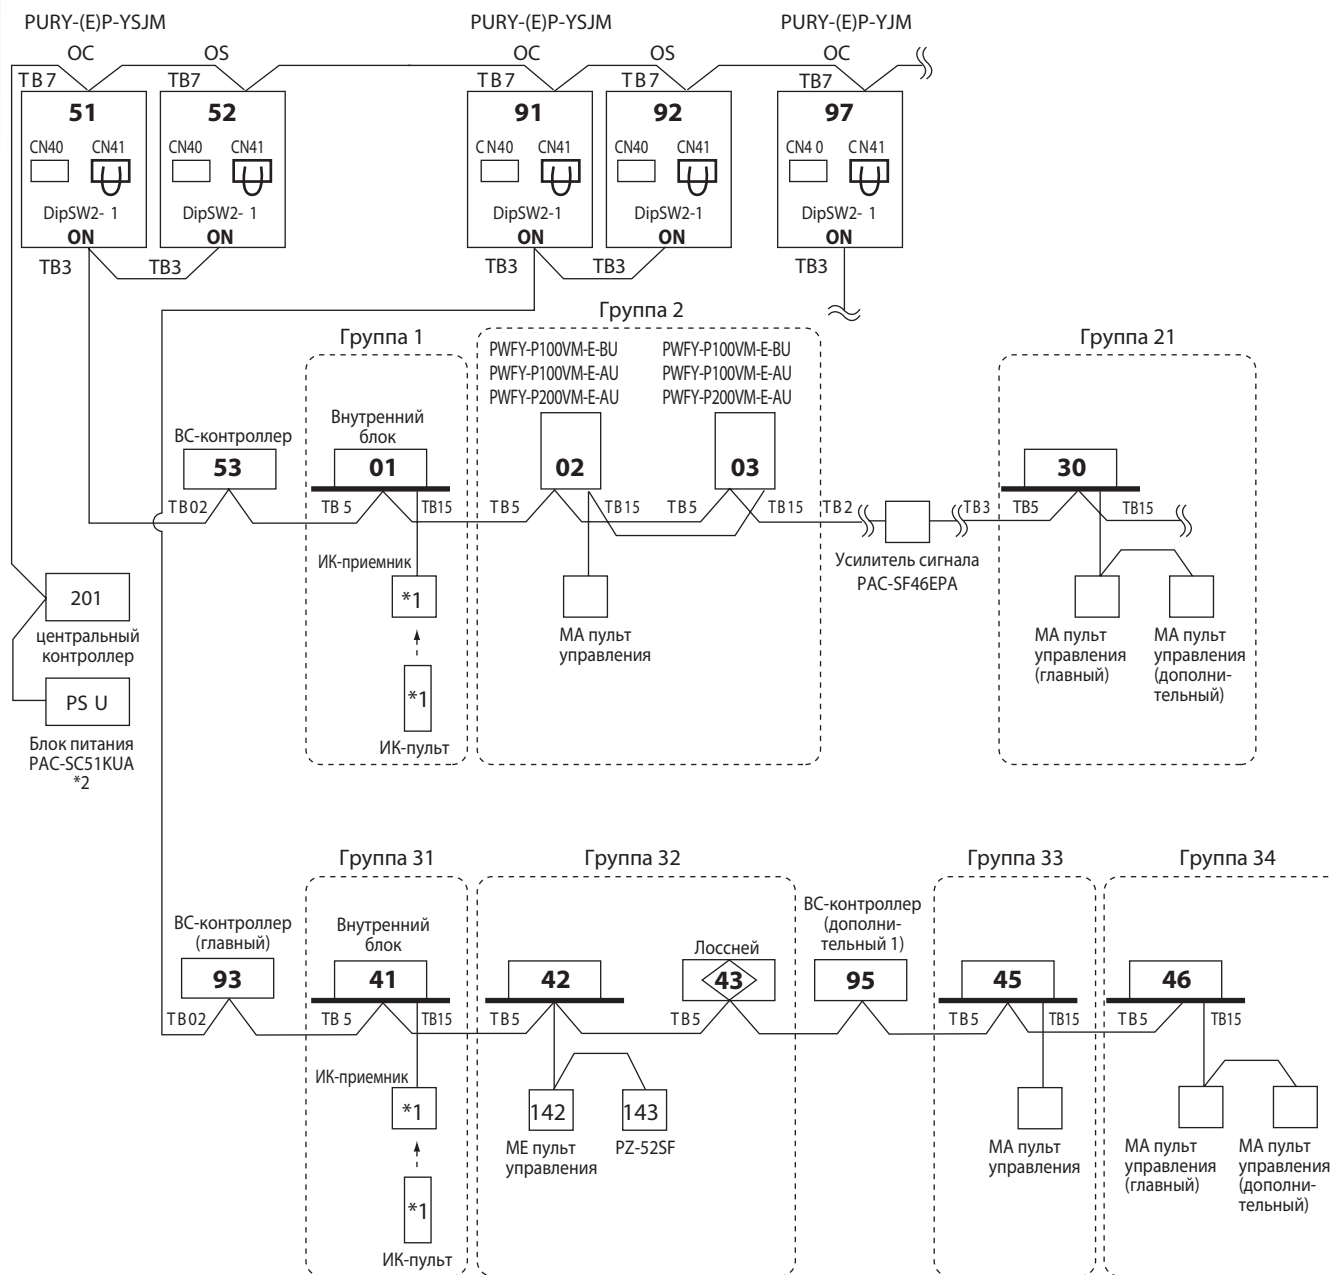 PURY-(E)P-YSJM PURY-(E)P-YSJM PURY-(E)P-YJM
OC OS OC OS OC
TB7 TB7 TB7 TB7 TB7
51 52 91 92 97
CN40 CN41 CN40 CN41 CN40 CN41 CN40 CN41 CN4 0 CN41
DipSW2- 1 DipSW2- 1 DipSW2-1 DipSW2-1 DipSW2- 1
ON ON ON ON ON
TB3 TB3 TB3 TB3 TB3
Группа 1 Группа 2 Группа 21
PWFY-P100VM-E-BU PWFY-P100VM-E-BU
PWFY-P100VM-E-AU PWFY-P100VM-E-AU
PWFY-P200VM-E-AU PWFY-P200VM-E-AU
BC-контроллер
Внутренний
блок
53 01 02 03 30
TB02 TB 5 TB15 TB5 TB15 TB5 TB15 TB2 TB3 TB5 TB15
Усилитель сигнала
PAC-SF46EPA
ИК-приемник
*1
*1
ИК-пульт
МА пульт
управления
МА пульт
управления
(главный)
МА пульт
управления
(дополни-
тельный)
201
центральный
контроллер
PS U
Блок питания
PAC-SC51KUA
*2
Группа 31 Группа 32 Группа 33 Группа 34
BC-контроллер
(главный)
Внутренний
блок
Лоссней
BC-контроллер
(дополни-
тельный 1)
93 41 42 43 95 45 46
TB02 TB 5 TB15 TB5 TB5 TB5 TB15 TB5 TB15
ИК-приемник
*1
*1
ИК-пульт
142 143
МЕ пульт
управления
PZ-52SF
МА пульт
управления
МА пульт
управления
(главный)
МА пульт
управления
(дополни-
тельный)